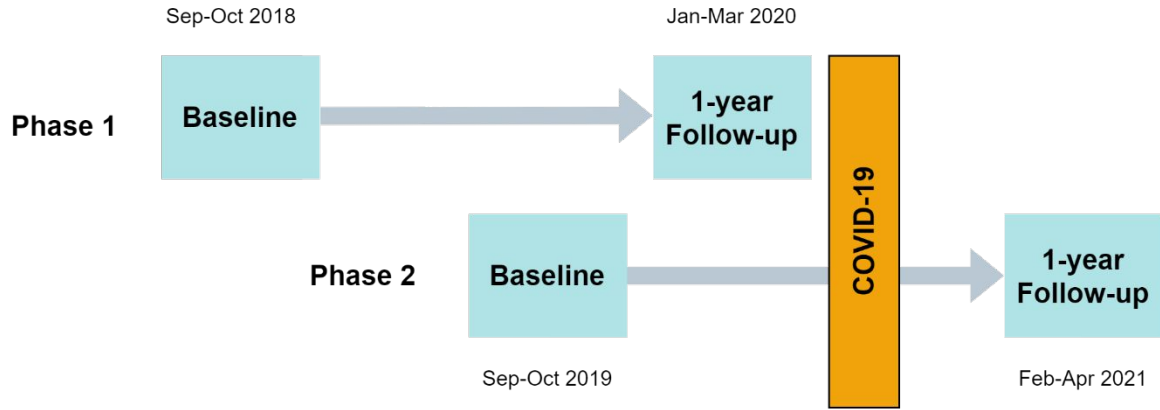 Sep-Oct 2018
Jan-Mar 2020
Phase 1
Baseline
1-year
Follow-up
COVID-19
Phase 2
Baseline
1-year
Follow-up
Sep-Oct 2019
Feb-Apr 2021